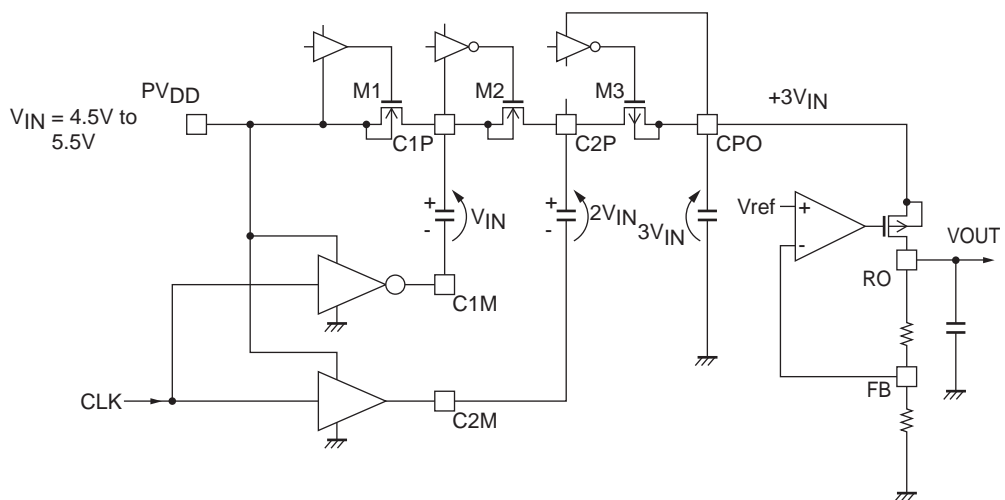 M1
M2
M3
PVDD
+3VIN
VIN = 4.5V to
5.5V
C1P
C2P
CPO
+
-
VIN
+
-
2VIN
3VIN
Vref
+
-
VOUT
RO
C1M
FB
CLK
C2M